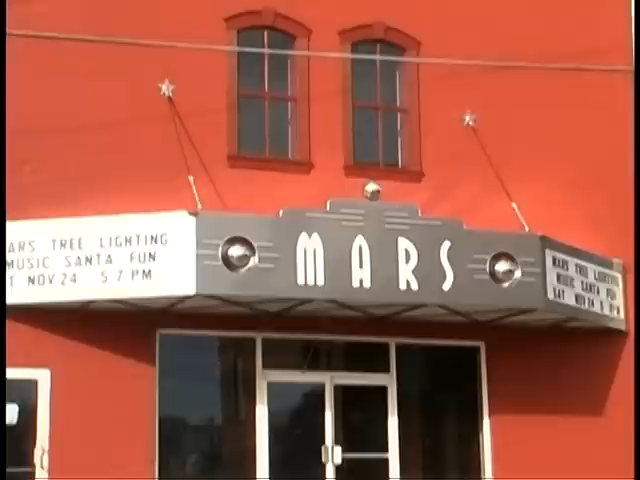 ARS TREE LIGHTING
MUSIC SANTA FUN
T NOV 24 5 7 PM
MARS
MARS TREE LIGHTING
MUSIC SANTA FUN
SAT NOV 24 5 7 PM